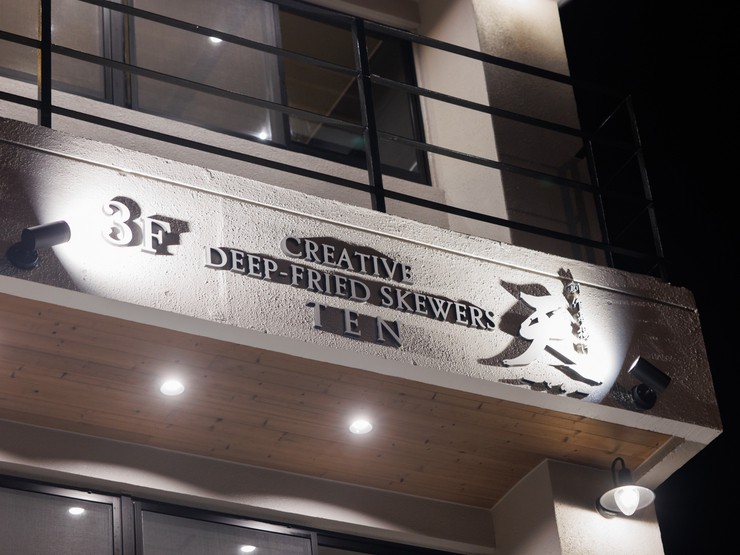 3F
CREATIVE
DEEP-FRIED SKEWERS
TEN